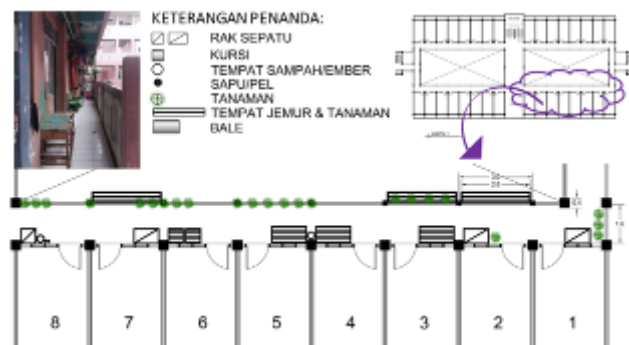 KETERANGAN PENANDA:
RAK SEPATU
KURSI
TEMPAT SAMPAH/EMBER
SAPU/PEL
TANAMAN
TEMPAT JEMUR & TANAMAN
BALE
8 7 6 5 4 3 2 1